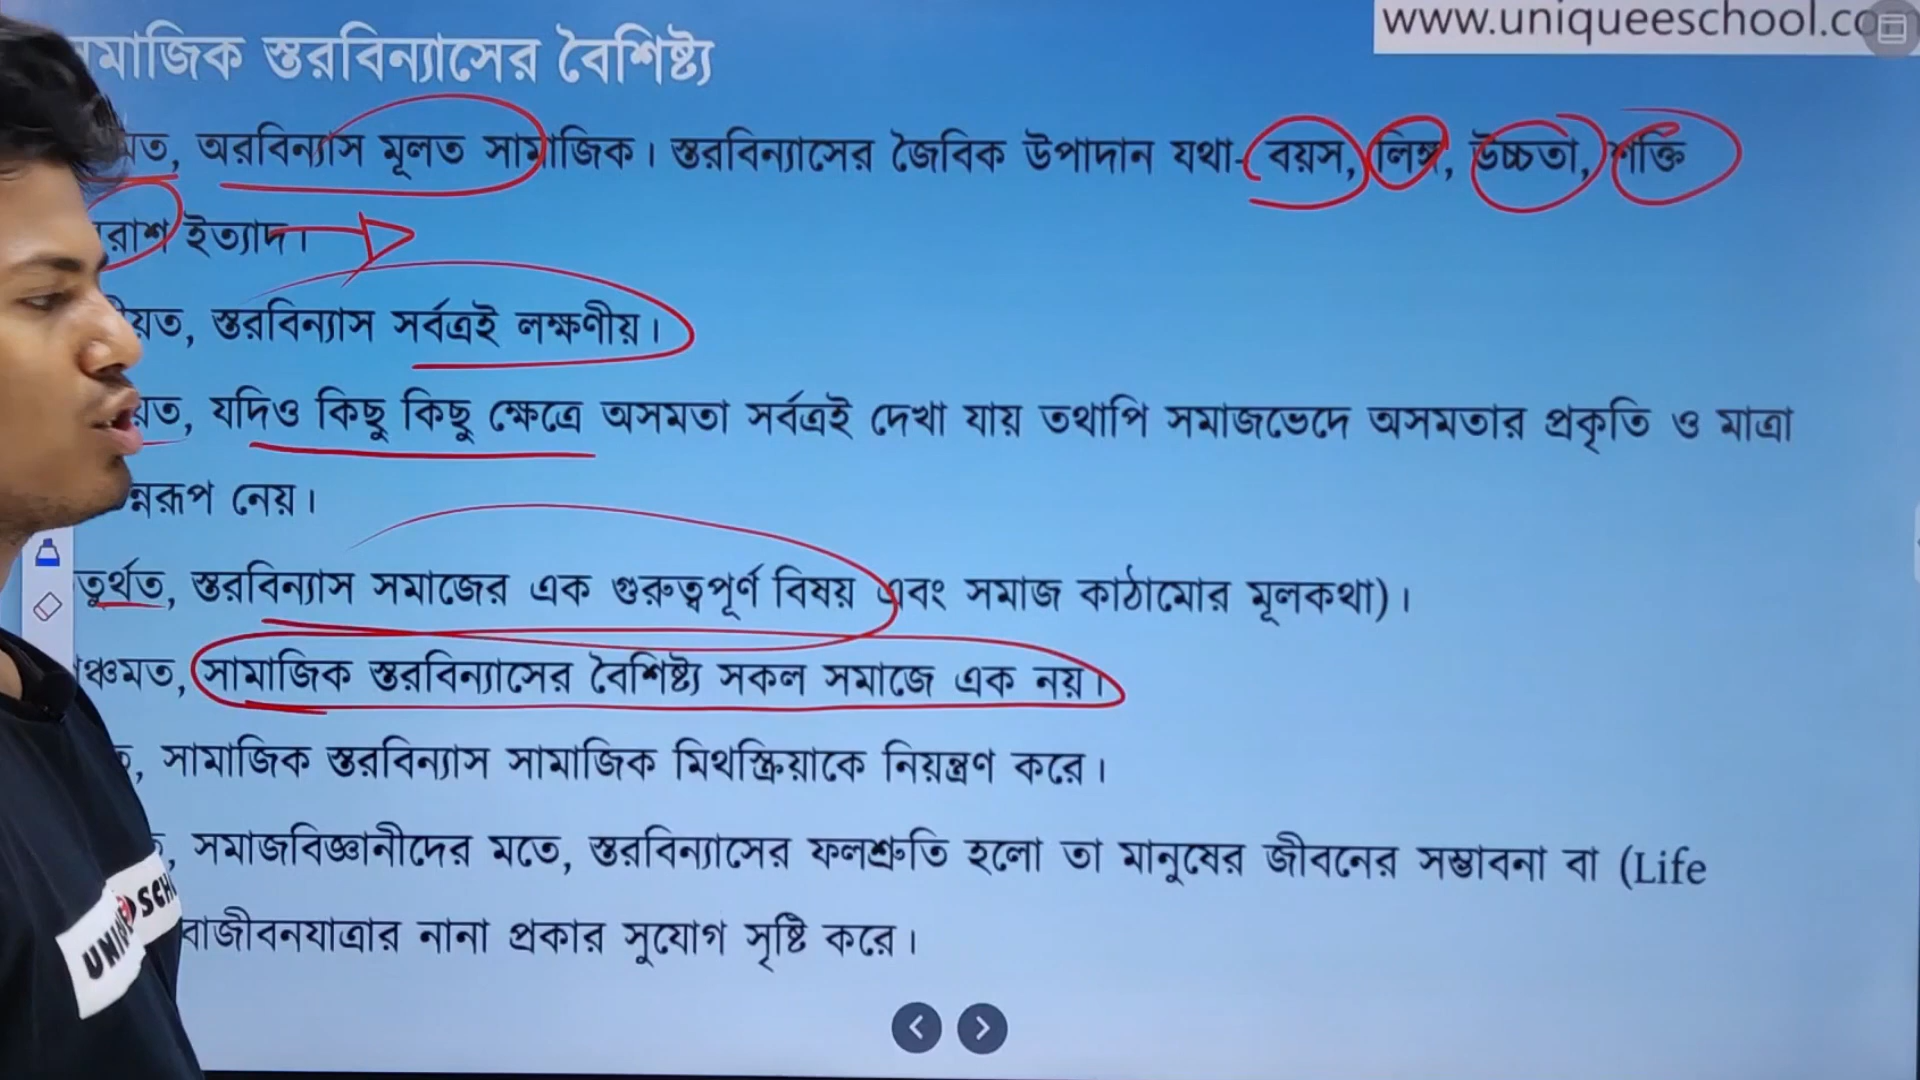 www.uniqueeschool.co
স্তরবিন্যাসের বৈশিষ্ট্য
অরবিন্যাস মূলত সামাজিক। স্তরবিন্যাসের জৈবিক উপাদান যথা- বয়স, লিঙ্গ, উচ্চতা, শক্তি
ইত্যাদ।
স্তরবিন্যাস সর্বত্রই লক্ষণীয়।
যদিও কিছু কিছু ক্ষেত্রে অসমতা সর্বত্রই দেখা যায় তথাপি সমাজভেদে অসমতার প্রকৃতি ও মাত্রা
নেয়।
তুর্থত, স্তরবিন্যাস সমাজের এক গুরুত্বপূর্ণ বিষয় এবং সমাজ কাঠামোর মূলকথা)।
ঞ্চমত, সামাজিক স্তরবিন্যাসের বৈশিষ্ট্য সকল সমাজে এক নয়।
সামাজিক স্তরবিন্যাস সামাজিক মিথস্ক্রিয়াকে নিয়ন্ত্রণ করে।
সমাজবিজ্ঞানীদের মতে, স্তরবিন্যাসের ফলশ্রুতি হলো তা মানুষের জীবনের সম্ভাবনা বা (Life
বাজীবনযাত্রার নানা প্রকার সুযোগ সৃষ্টি করে।